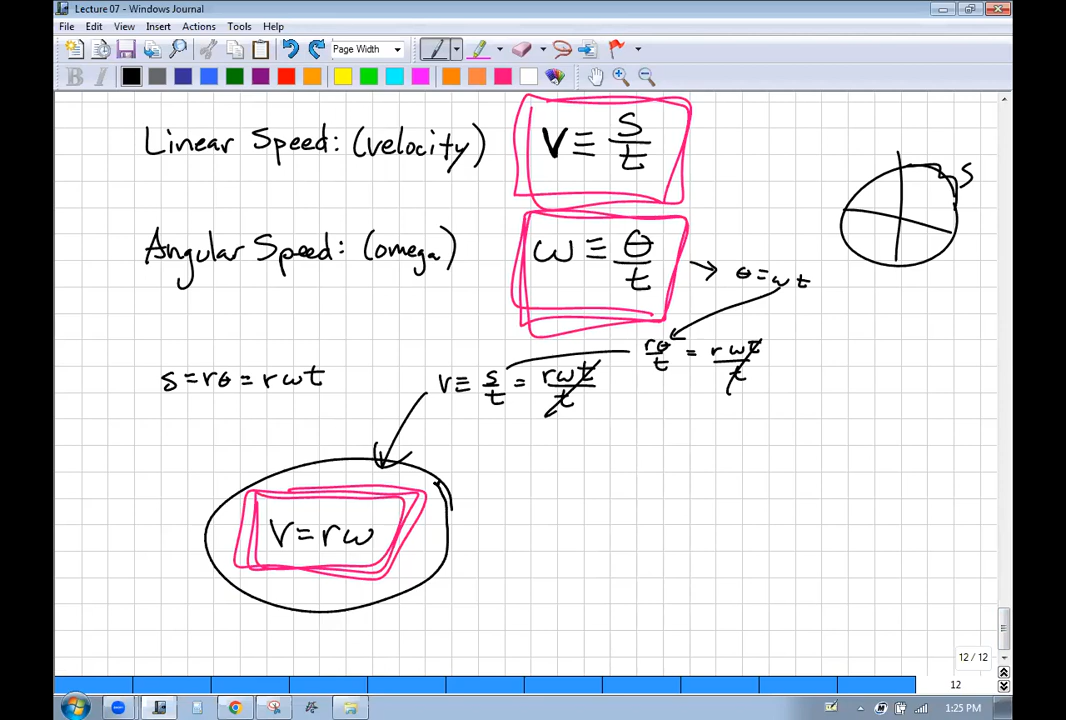 Lecture 07 - Windows Journal
File Edit View Insert Actions Tools Help
Page Width
Linear Speed: (velocity) V ≡ s/t
s
Angular Speed: (omega) ω ≡ θ/t → θ = ωt
s = rθ = rωt
v ≡ s/t = rωt/t
rθ/t = rωt/t
V = rω
12 / 12
12
1:25 PM